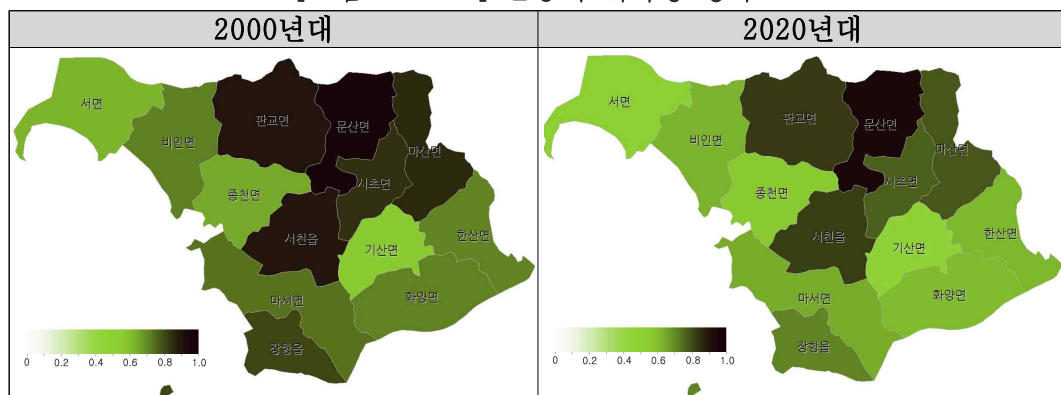 2000년대
2020년대
서면
비인면
판교면
문산면
마산면
종천면
시초면
서천읍
기산면
한산면
마서면
화양면
장항읍
0 0.2 0.4 0.6 0.8 1.0
서면
비인면
판교면
문산면
마산면
종천면
시초면
서천읍
기산면
한산면
마서면
화양면
장항읍
0 0.2 0.4 0.6 0.8 1.0